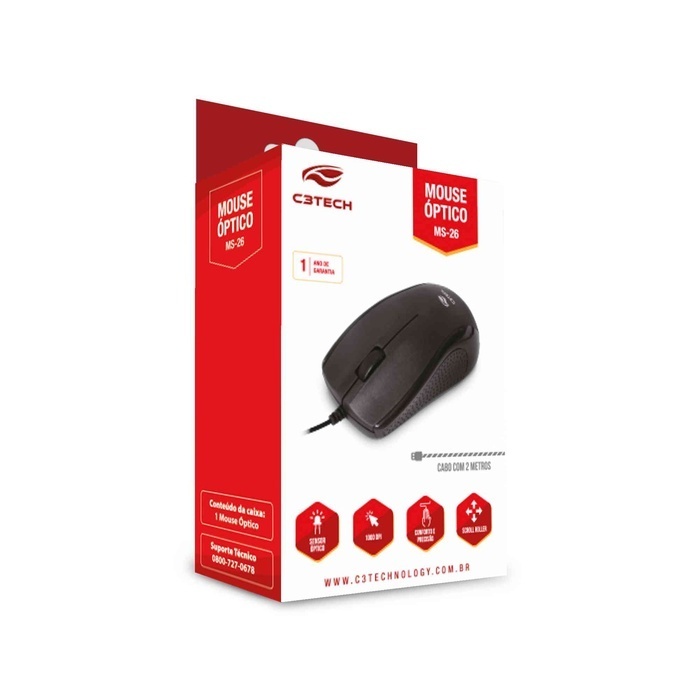 MOUSE
ÓPTICO
MS-26
Conteúdo da caixa:
1 Mouse Óptico
Suporte Técnico
0800-727-0678
C3TECH
MOUSE
ÓPTICO
MS-26
1 ANO DE
GARANTIA
C3TECH
CABO COM 2 METROS
SENSOR
ÓPTICO
1000 DPI
CONFORTO E
PRECISÃO
SCROLL ROLLER
WWW.C3TECHNOLOGY.COM.BR